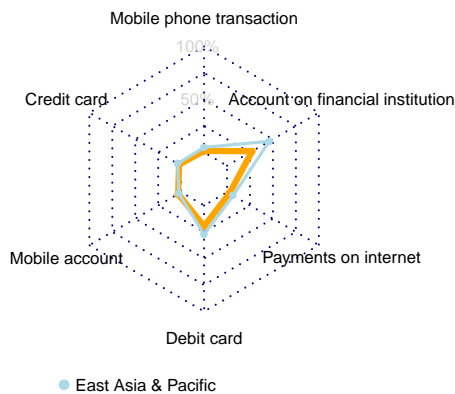 Mobile phone transaction
100%
Credit card
50%
Account on financial institution
Mobile account
Payments on internet
Debit card
East Asia & Pacific